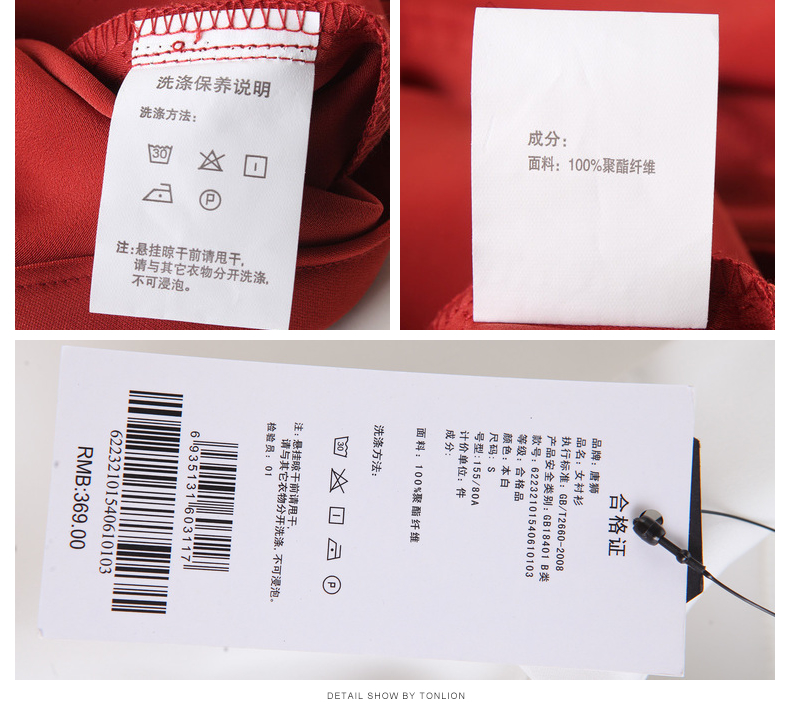 洗涤保养说明
洗涤方法：
30
P
注:悬挂晾干前请甩干,
请与其它衣物分开洗涤,
不可浸泡。
成分：
面料：100%聚酯纤维
合格证
品牌:唐狮
品名:女衬衫
执行标准:GB/T2660-2008
产品安全类别:GB18401 B类
款号:62232101540610103
等级:合格品
颜色:本白
尺码: S
号型:155/80A
计价单位:件
成分:
面料: 100%聚酯纤维
洗涤方法:
30
P
注:悬挂晾干前请甩干,
请与其它衣物分开洗涤,不可浸泡。
检验员: 01
6935131603117
62232101540610103
RMB:369.00
DETAIL SHOW BY TONLION